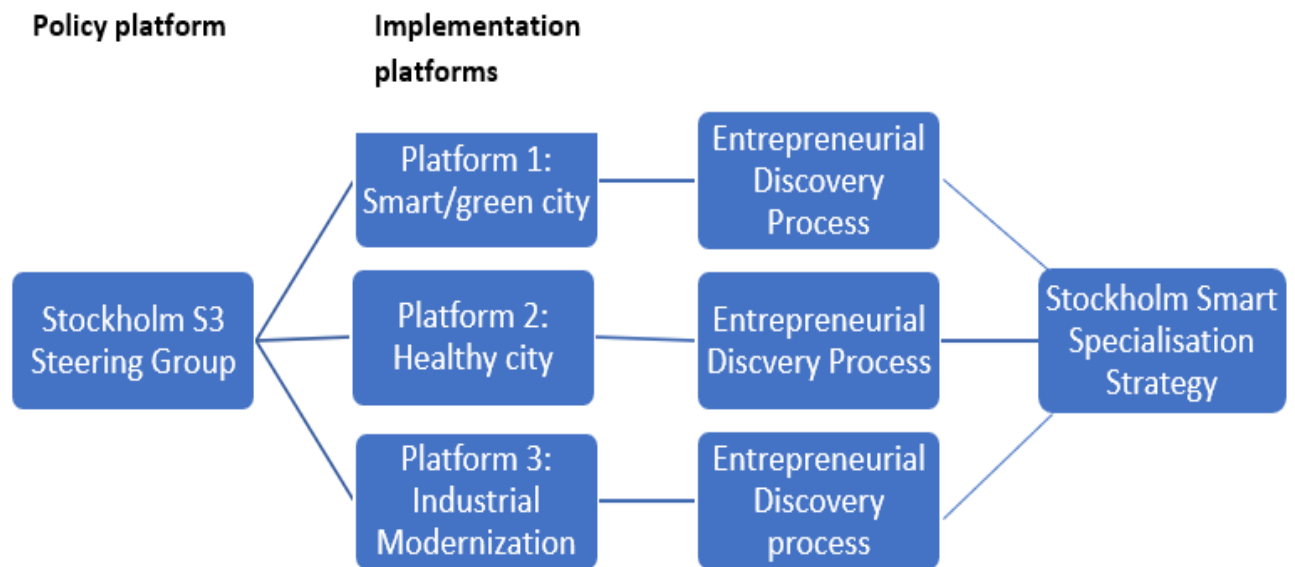 Policy platform
Implementation
platforms
Stockholm S3
Steering Group
Platform 1:
Smart/green city
Platform 2:
Healthy city
Platform 3:
Industrial
Modernization
Entrepreneurial
Discovery
Process
Entrepreneurial
Discvery Process
Entrepreneurial
Discovery
process
Stockholm Smart
Specialisation
Strategy